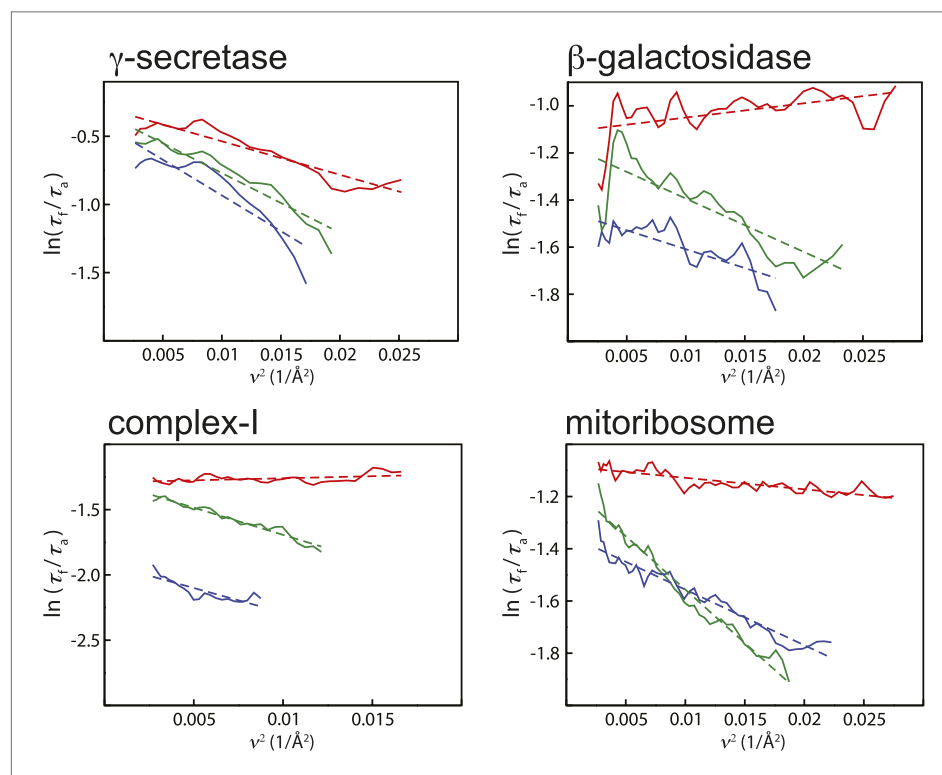 γ-secretase
ln(τf/τa)
-0.5
-1.0
-1.5
0.005 0.01 0.015 0.02 0.025
ν² (1/Å²)
β-galactosidase
ln(τf/τa)
-1.0
-1.2
-1.4
-1.6
-1.8
0.005 0.01 0.015 0.02 0.025
ν² (1/Å²)
complex-I
ln (τf/τa)
-1.5
-2.0
-2.5
0.005 0.01 0.015
ν² (1/Å²)
mitoribosome
ln (τf/τa)
-1.2
-1.4
-1.6
-1.8
0.005 0.01 0.015 0.02 0.025
ν² (1/Å²)